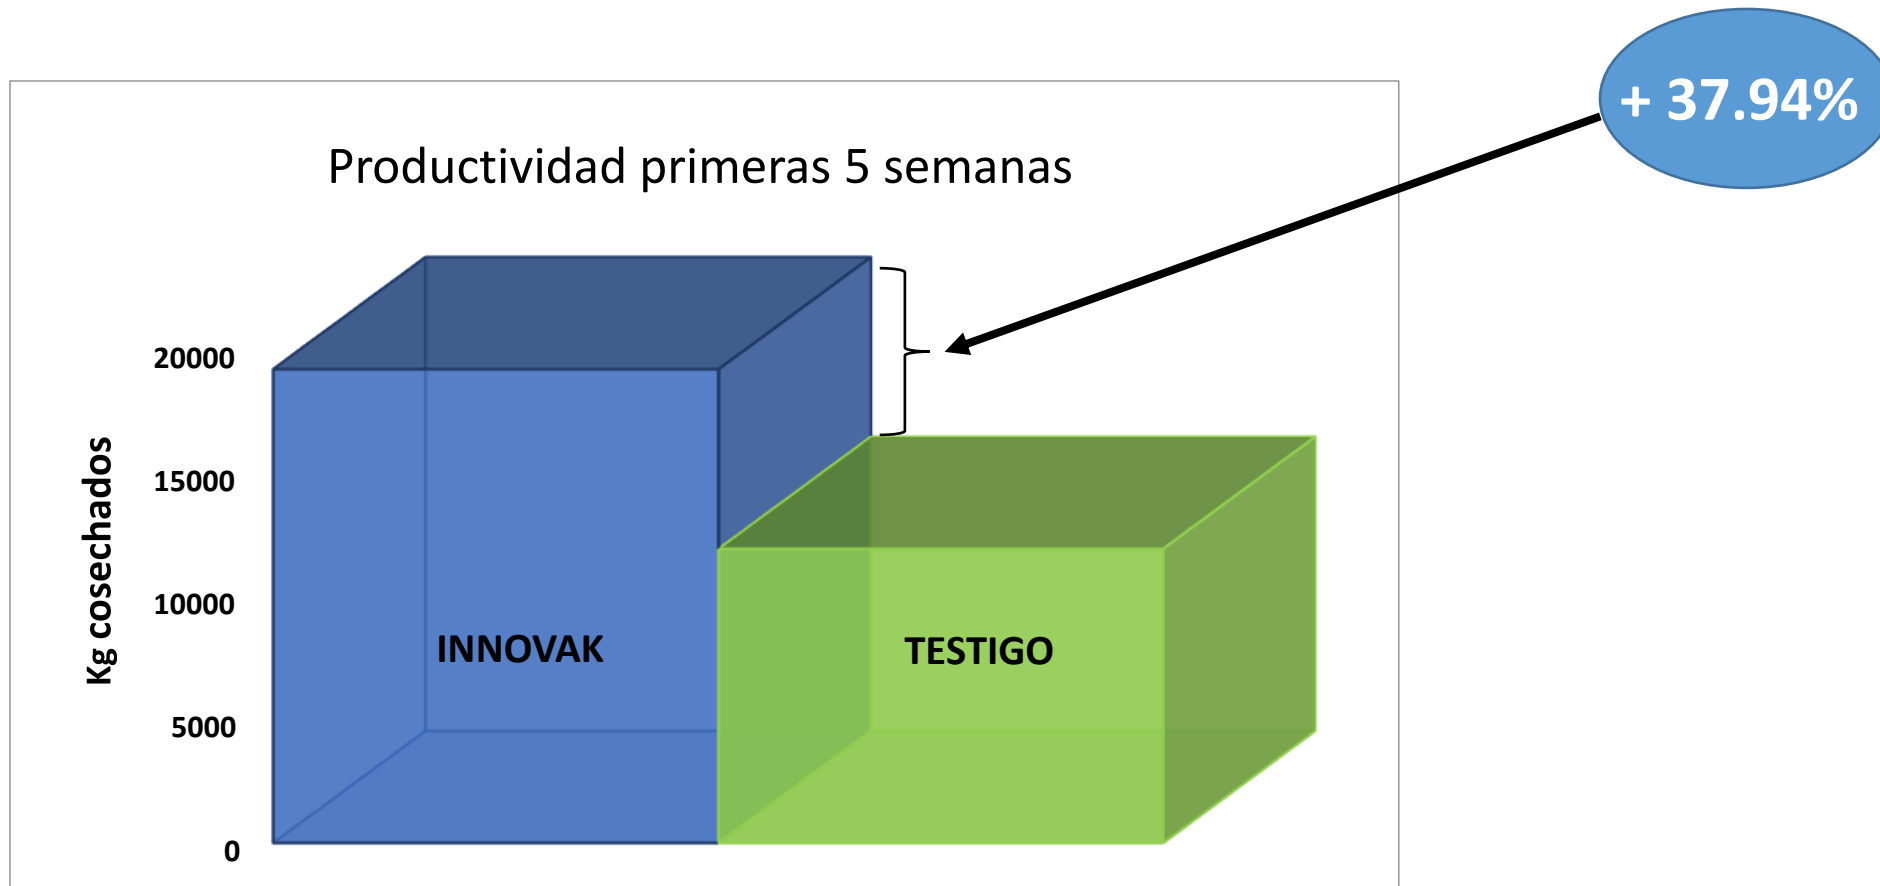 + 37.94%
Productividad primeras 5 semanas
Kg cosechados
20000
15000
10000
5000
0
INNOVAK
TESTIGO